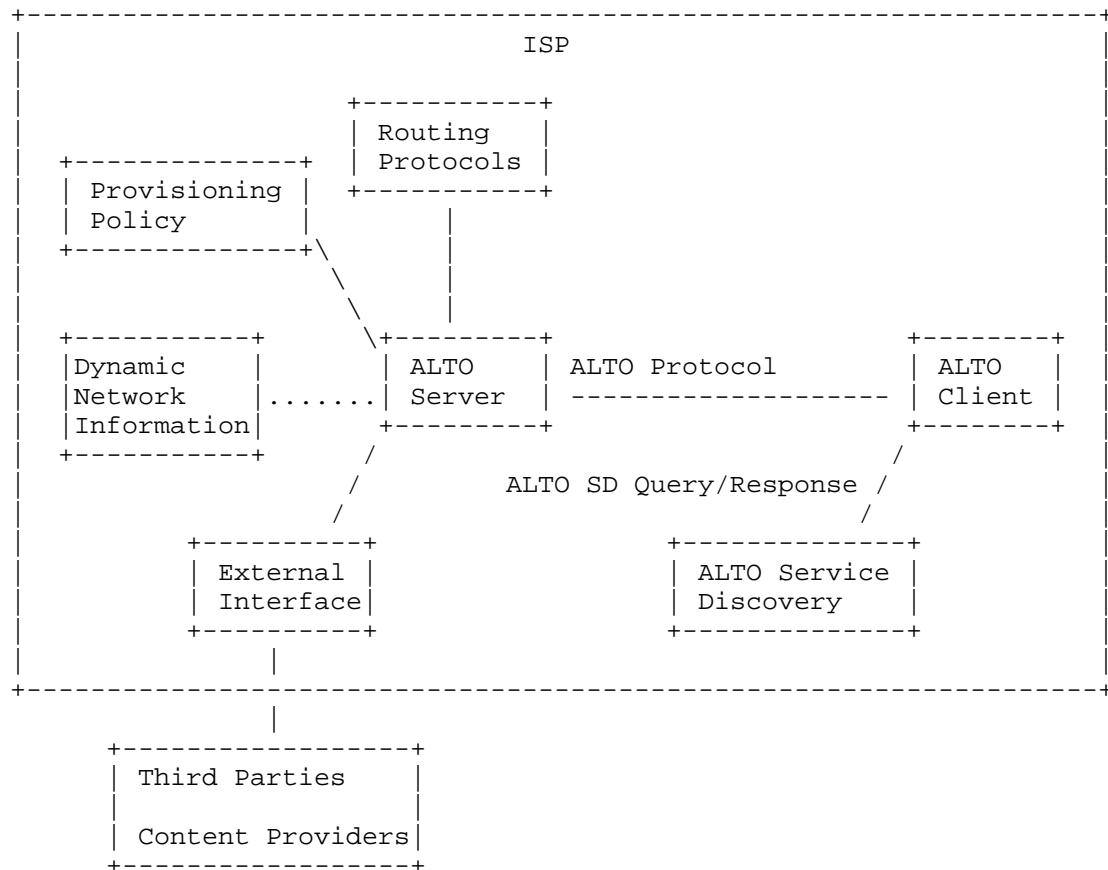 ISP
Routing
Protocols
Provisioning
Policy
Dynamic
Network
Information
ALTO
Server
ALTO Protocol
ALTO
Client
ALTO SD Query/Response
External
Interface
ALTO Service
Discovery
Third Parties
Content Providers